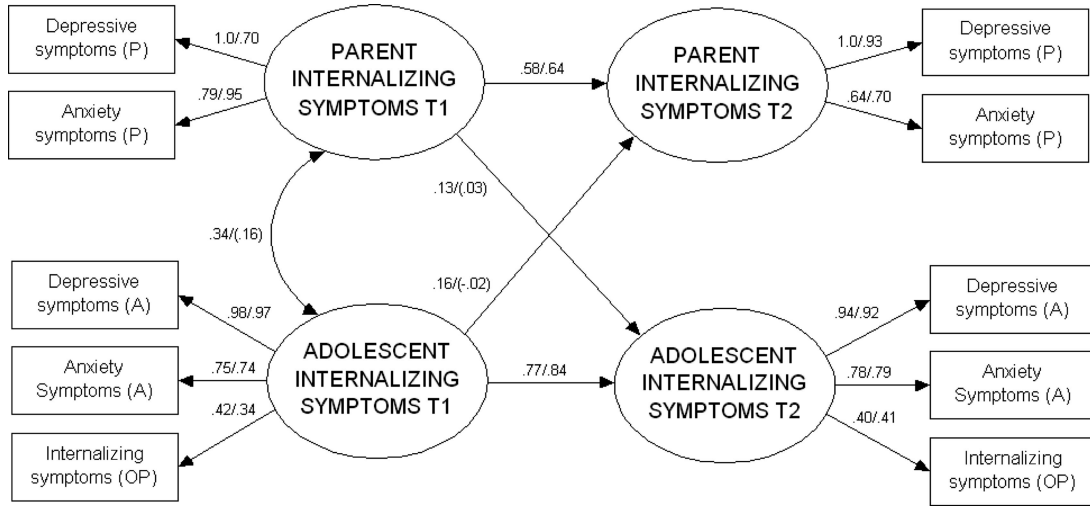 Depressive
symptoms (P)
1.0/.70
Anxiety
symptoms (P)
.79/.95
PARENT
INTERNALIZING
SYMPTOMS T1
.58/.64
PARENT
INTERNALIZING
SYMPTOMS T2
1.0/.93
Depressive
symptoms (P)
.64/.70
Anxiety
symptoms (P)
.34/(.16)
.13/(.03)
.16/(-.02)
Depressive
symptoms (A)
.98/.97
Anxiety
Symptoms (A)
.75/.74
Internalizing
symptoms (OP)
.42/.34
ADOLESCENT
INTERNALIZING
SYMPTOMS T1
.77/.84
ADOLESCENT
INTERNALIZING
SYMPTOMS T2
.94/.92
Depressive
symptoms (A)
.78/.79
Anxiety
Symptoms (A)
.40/.41
Internalizing
symptoms (OP)